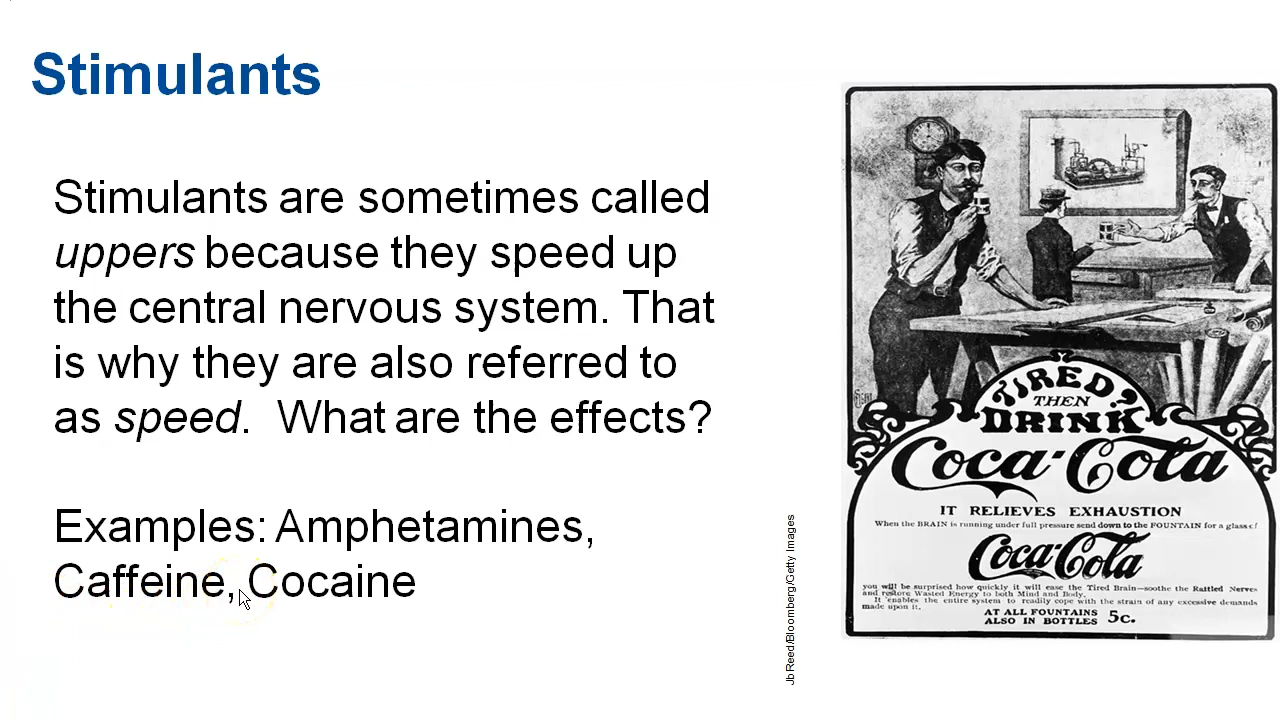 Stimulants
Stimulants are sometimes called
uppers because they speed up
the central nervous system. That
is why they are also referred to
as speed.  What are the effects?
Examples: Amphetamines,
Caffeine, Cocaine
Jb Reed/Bloomberg/Getty Images
TIRED?
THEN
DRINK
Coca-Cola
IT RELIEVES EXHAUSTION
When the BRAIN is running under full pressure send down to the FOUNTAIN for a glass of
Coca-Cola
you will be surprised how quickly it will ease the Tired Brain—soothe the Rattled Nerves
and restore Wasted Energy to both Mind and Body.
It enables the entire system to readily cope with the strain of any excessive demands
made upon it.
AT ALL FOUNTAINS
ALSO IN BOTTLES 5c.